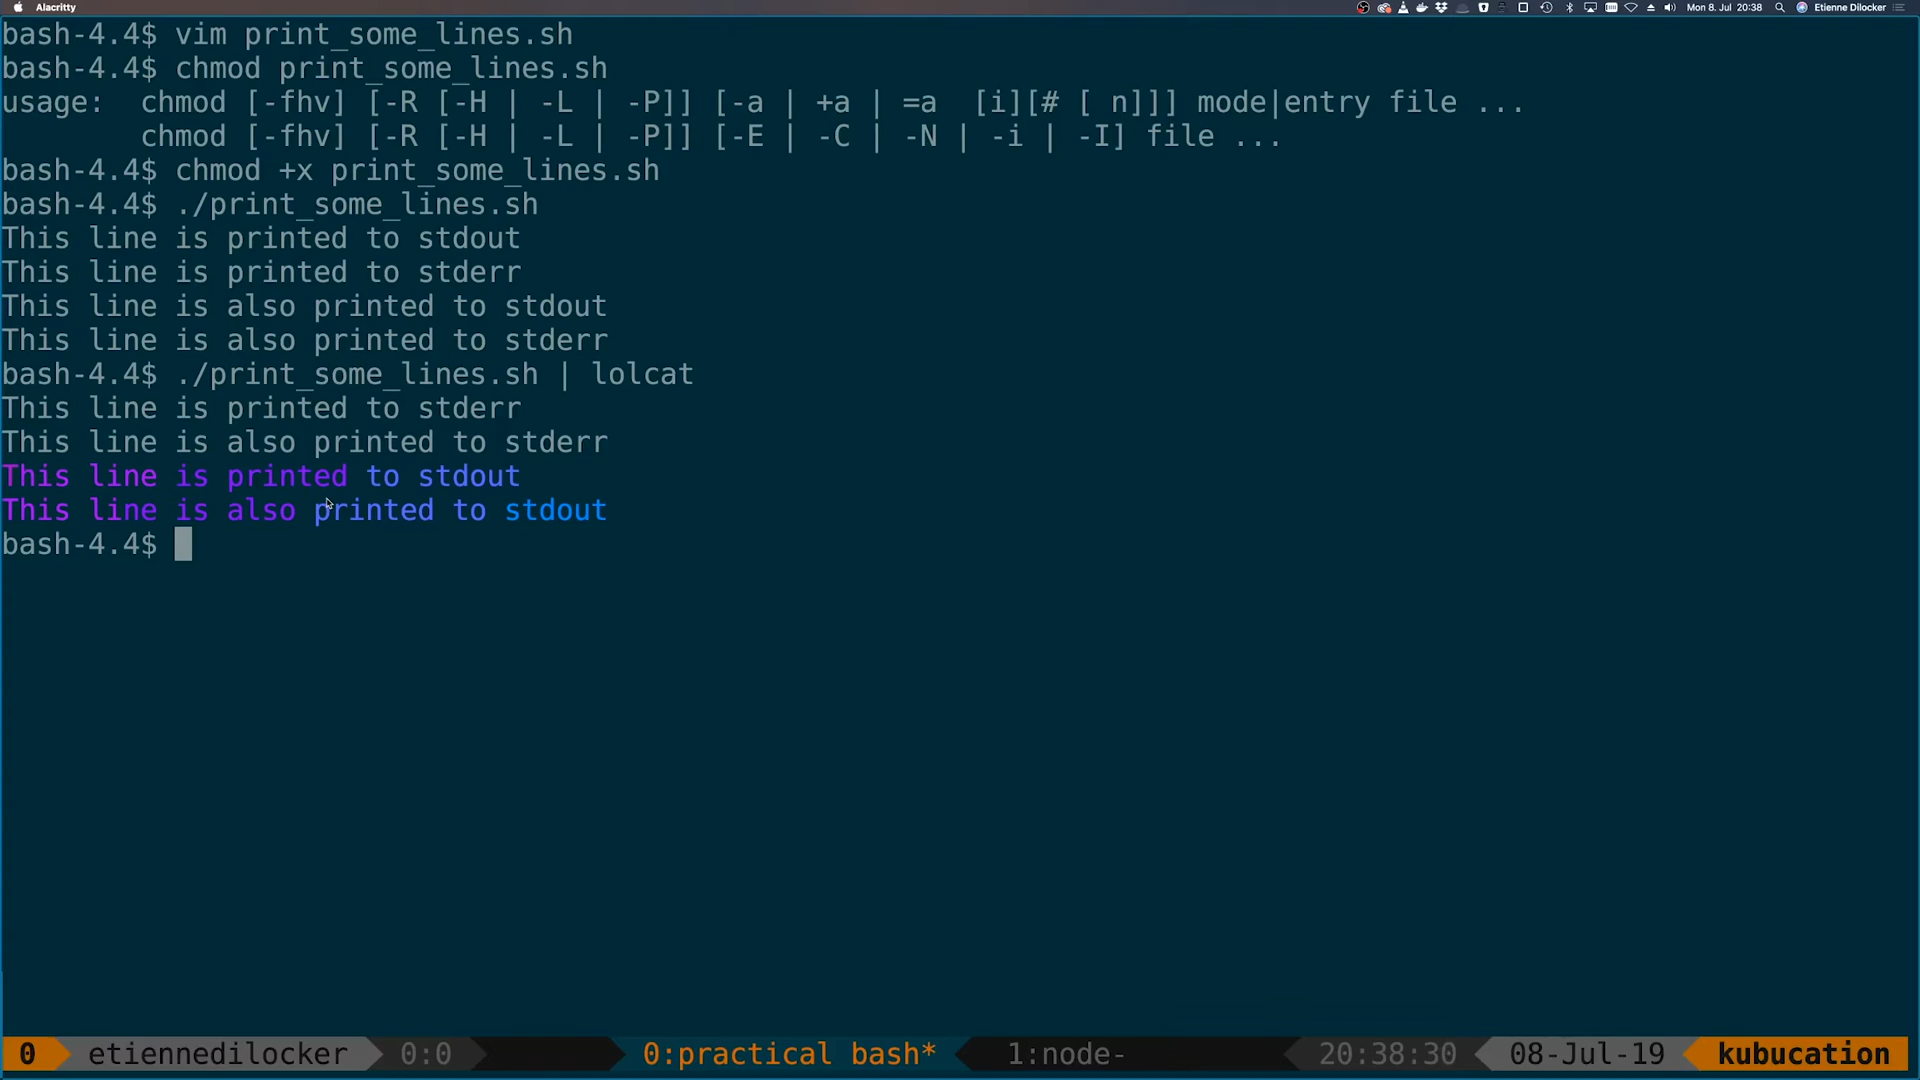 Alacritty
Mon 8. Jul 20:38
Etienne Dilocker
bash-4.4$ vim print_some_lines.sh
bash-4.4$ chmod print_some_lines.sh
usage:  chmod [-fhv] [-R [-H | -L | -P]] [-a | +a | =a  [i][# [ n]]] mode|entry file ...
        chmod [-fhv] [-R [-H | -L | -P]] [-E | -C | -N | -i | -I] file ...
bash-4.4$ chmod +x print_some_lines.sh
bash-4.4$ ./print_some_lines.sh
This line is printed to stdout
This line is printed to stderr
This line is also printed to stdout
This line is also printed to stderr
bash-4.4$ ./print_some_lines.sh | lolcat
This line is printed to stderr
This line is also printed to stderr
This line is printed to stdout
This line is also printed to stdout
bash-4.4$
0 etiennedilocker 0:0 0:practical bash* 1:node- 20:38:30 08-Jul-19 kubucation